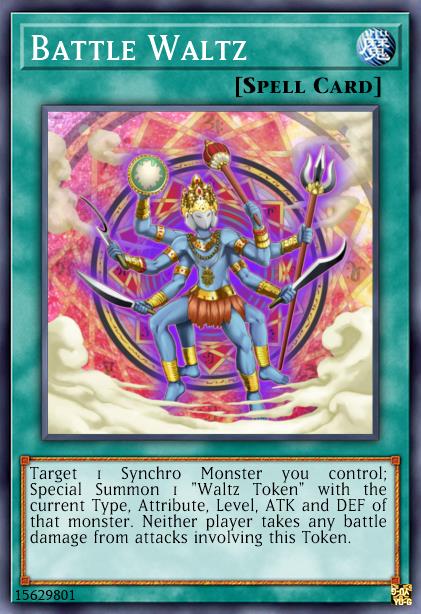 BATTLE WALTZ
魔
[SPELL CARD]
Target 1 Synchro Monster you control;
Special Summon 1 "Waltz Token" with the
current Type, Attribute, Level, ATK and DEF of
that monster. Neither player takes any battle
damage from attacks involving this Token.
15629801